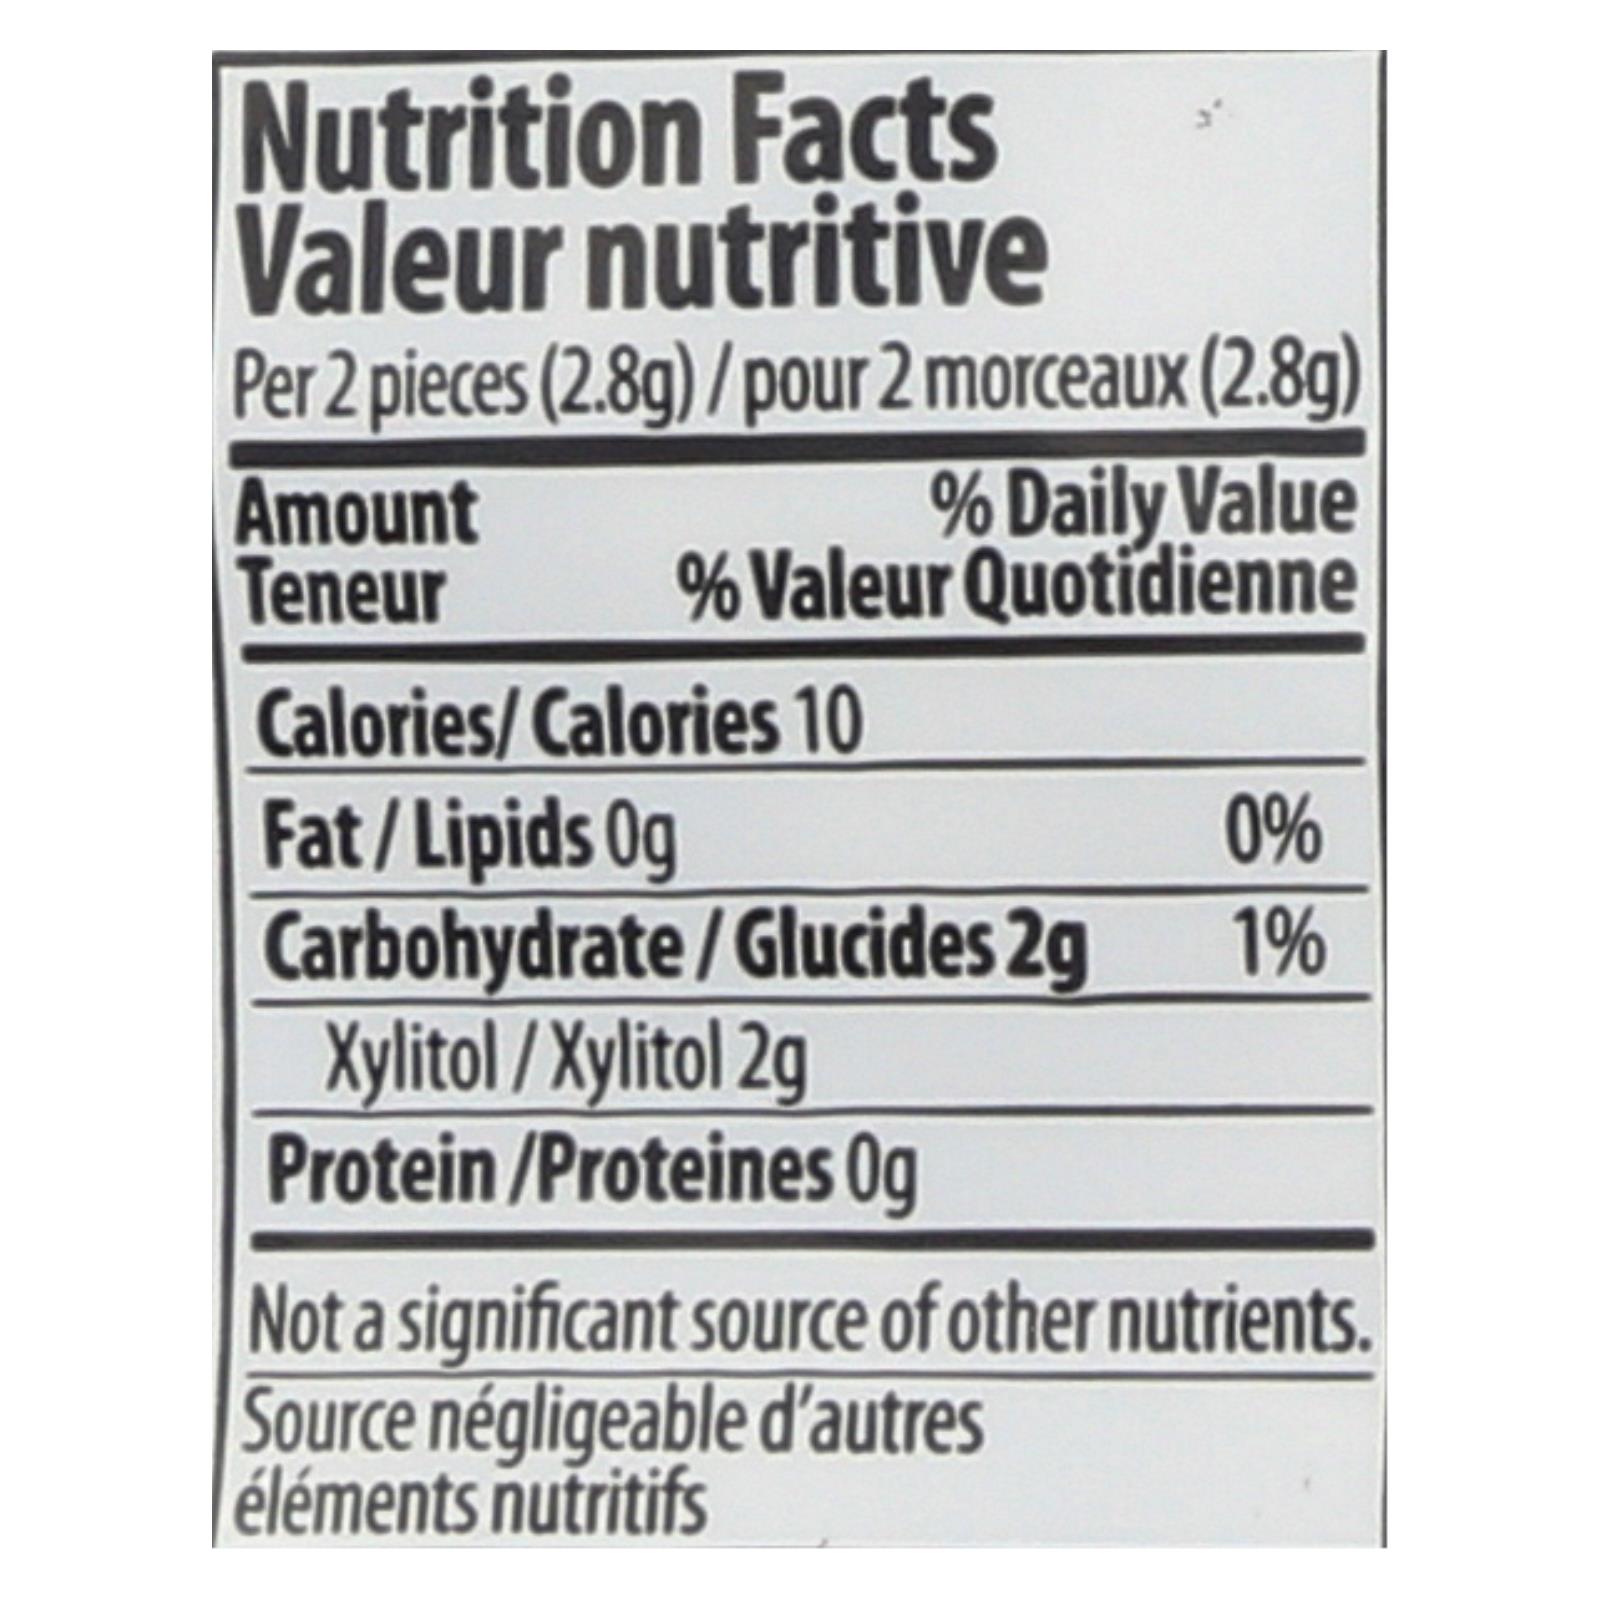 Nutrition Facts
Valeur nutritive
Per 2 pieces (2.8g) / pour 2 morceaux (2.8g)
Amount % Daily Value
Teneur % Valeur Quotidienne
Calories/ Calories 10
Fat / Lipids 0g 0%
Carbohydrate / Glucides 2g 1%
Xylitol / Xylitol 2g
Protein /Proteines 0g
Not a significant source of other nutrients.
Source négligeable d'autres
éléments nutritifs